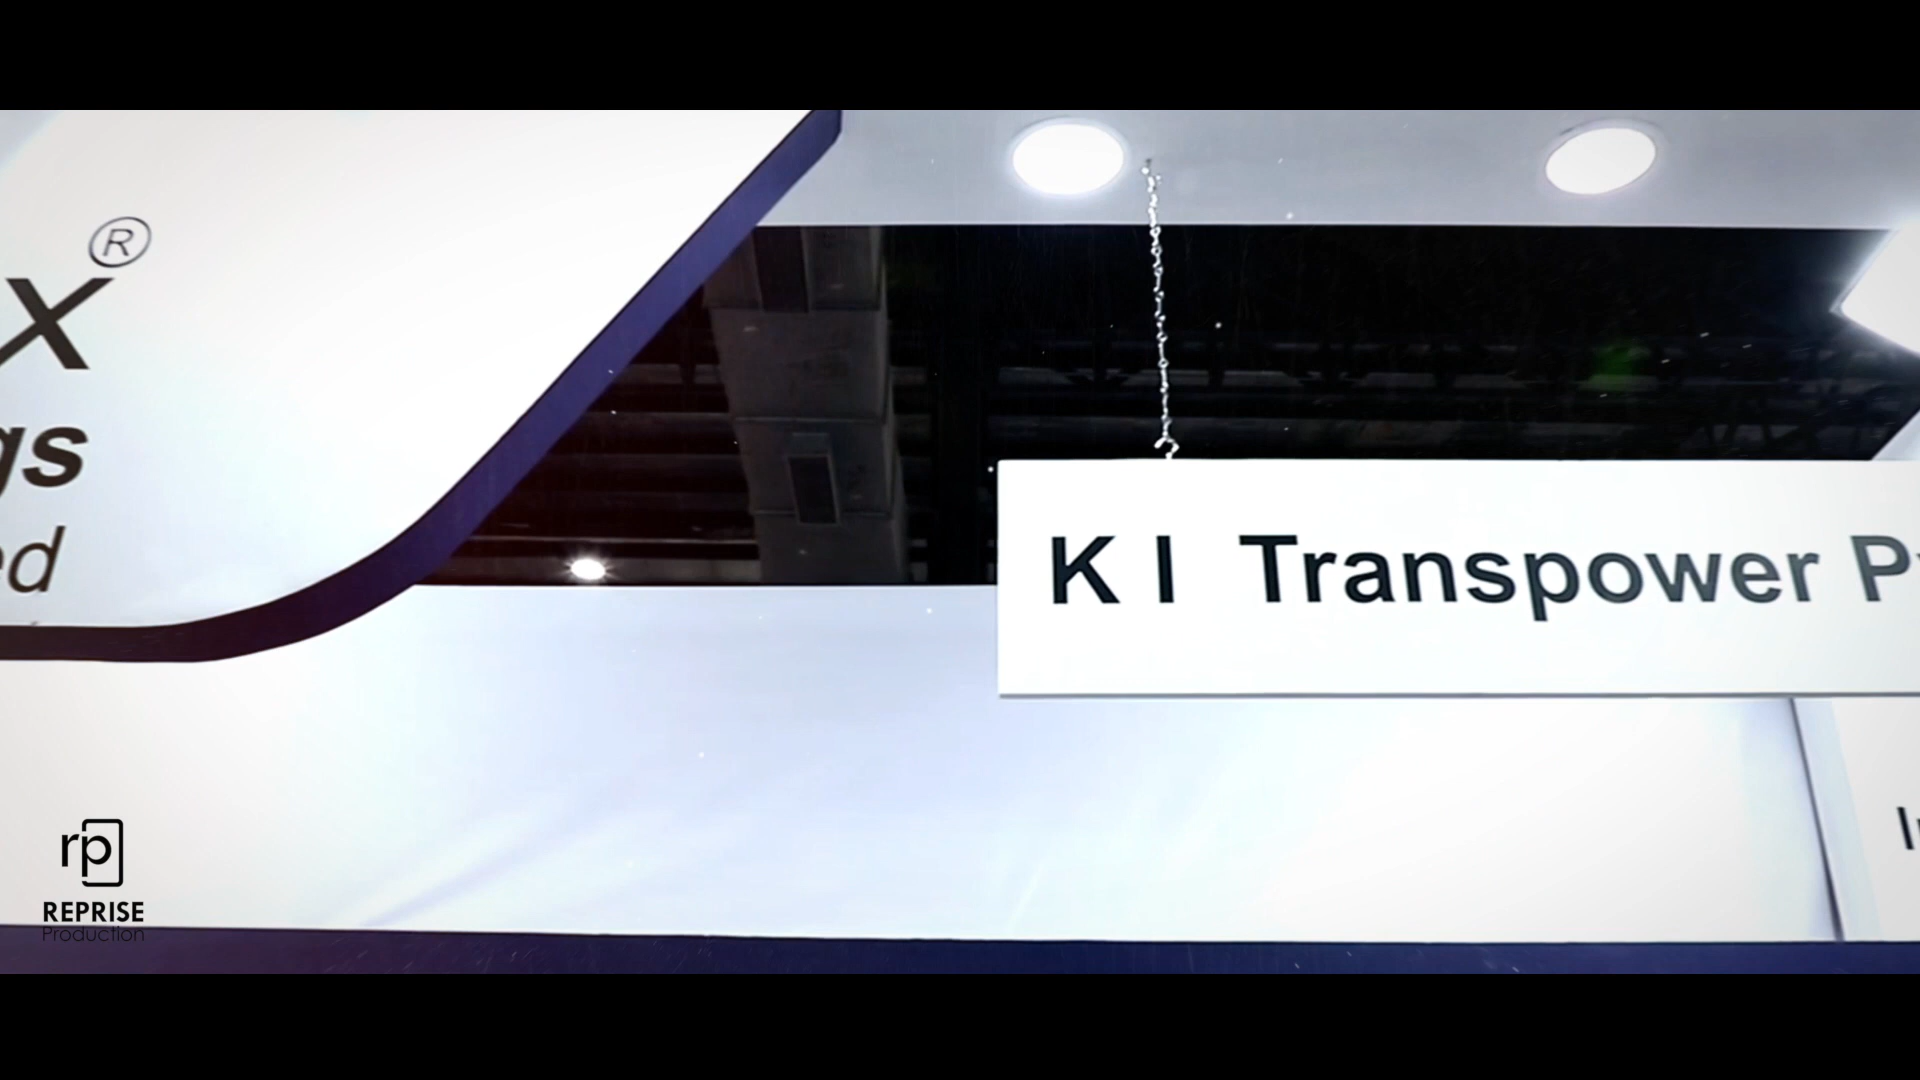 ®
x
gs
ed
K I Transpower
rp
REPRISE
Production